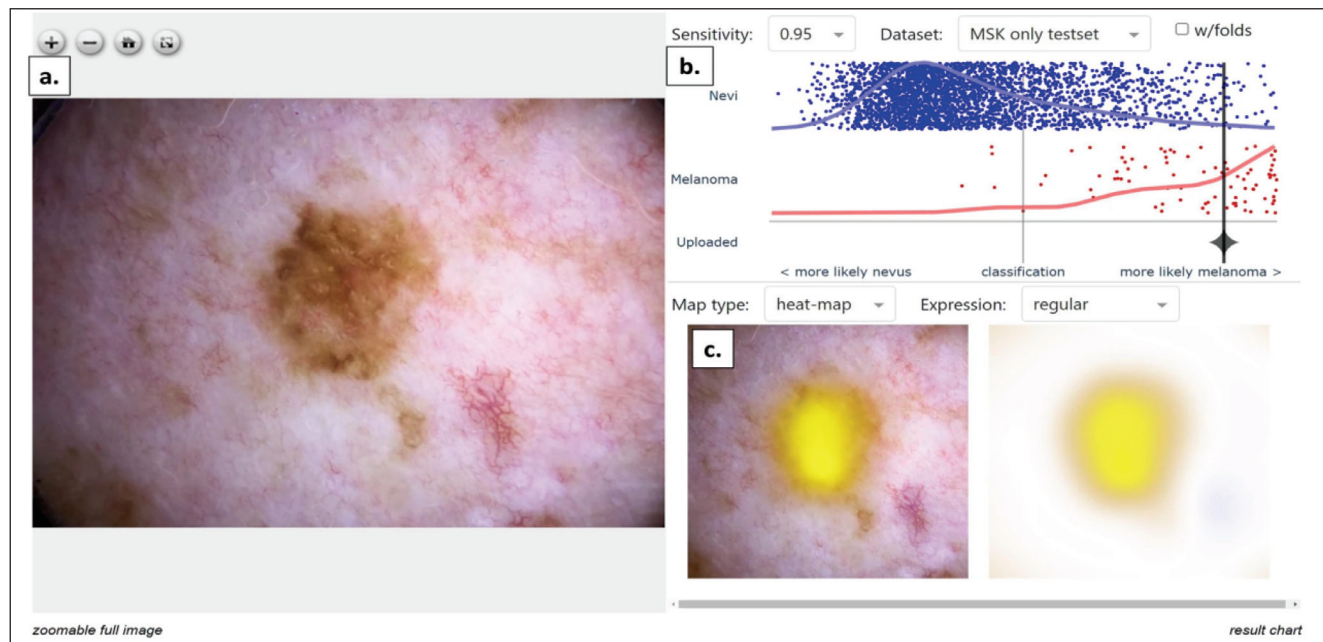 Sensitivity: 0.95 Dataset: MSK only testset w/folds
a.
b.
Nevi
Melanoma
Uploaded
< more likely nevus classification more likely melanoma >
Map type: heat-map Expression: regular
c.
zoomable full image result chart